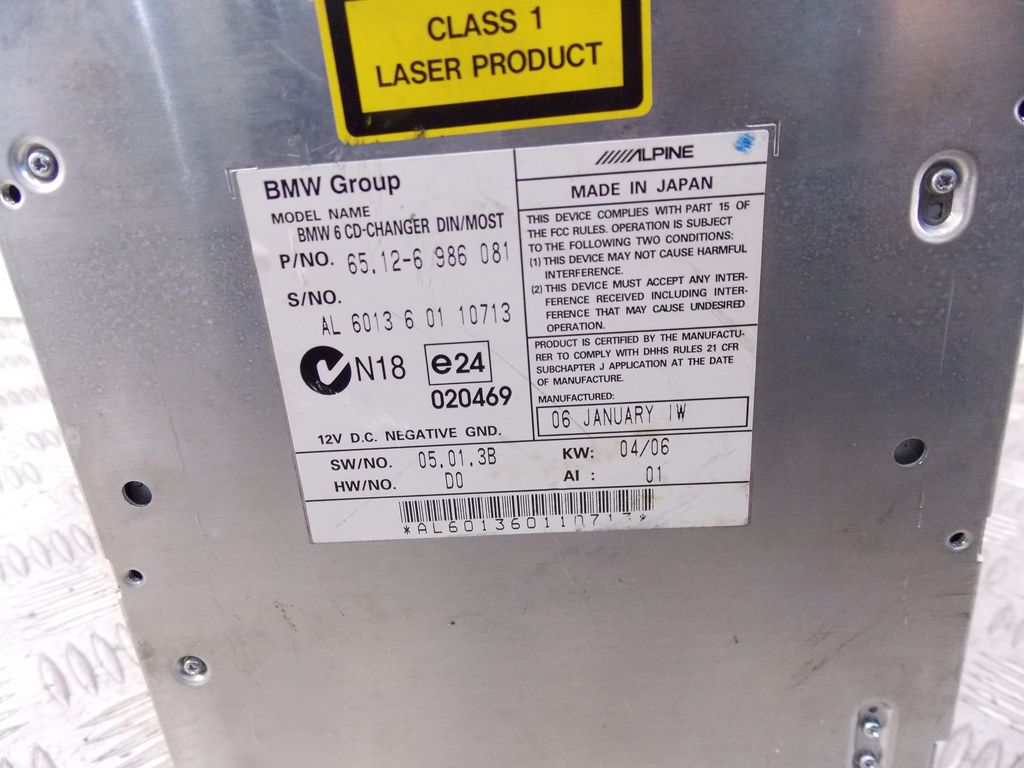 CLASS 1
LASER PRODUCT
BMW Group
MODEL NAME
BMW 6 CD-CHANGER DIN/MOST
P/NO. 65.12-6 986 081
S/NO.
AL 6013 6 01 10713
N18
e24
020469
12V D.C. NEGATIVE GND.
ALPINE
MADE IN JAPAN
THIS DEVICE COMPLIES WITH PART 15 OF
THE FCC RULES. OPERATION IS SUBJECT
TO THE FOLLOWING TWO CONDITIONS:
(1) THIS DEVICE MAY NOT CAUSE HARMFUL
INTERFERENCE.
(2) THIS DEVICE MUST ACCEPT ANY INTER-
FERENCE RECEIVED INCLUDING INTER-
FERENCE THAT MAY CAUSE UNDESIRED
OPERATION.
PRODUCT IS CERTIFIED BY THE MANUFACTU-
RER TO COMPLY WITH DHHS RULES 21 CFR
SUBCHAPTER J APPLICATION AT THE DATE
OF MANUFACTURE.
MANUFACTURED:
06 JANUARY IW
SW/NO. 05.01.3B KW: 04/06
HW/NO. D0 AI : 01
*AL601360110713*